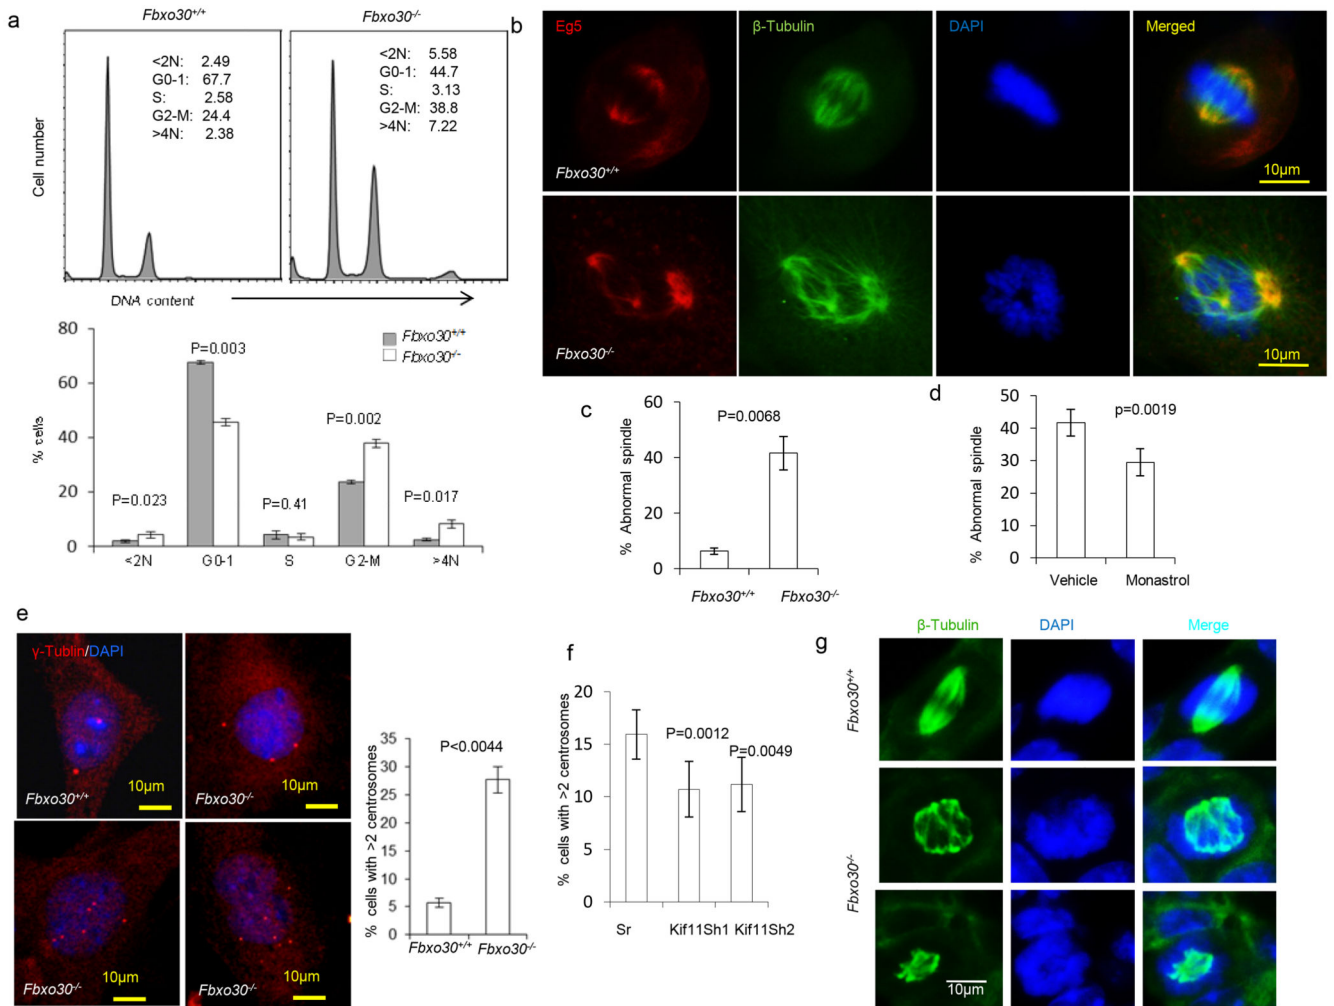 a
Fbxo30+/+
Fbxo30-/-
<2N: 2.49
G0-1: 67.7
S: 2.58
G2-M: 24.4
>4N: 2.38
<2N: 5.58
G0-1: 44.7
S: 3.13
G2-M: 38.8
>4N: 7.22
Cell number
DNA content
Fbxo30+/+
Fbxo30-/-
80
60
40
20
0
% cells
P=0.023
P=0.003
P=0.41
P=0.002
P=0.017
<2N
G0-1
S
G2-M
>4N
b
Eg5
β-Tubulin
DAPI
Merged
Fbxo30+/+
10μm
Fbxo30-/-
10μm
c
60
40
20
0
% Abnormal spindle
P=0.0068
Fbxo30+/+
Fbxo30-/-
d
50
40
30
20
10
0
% Abnormal spindle
p=0.0019
Vehicle
Monastrol
e
γ-Tublin/DAPI
Fbxo30+/+
10μm
Fbxo30-/-
10μm
Fbxo30-/-
10μm
Fbxo30-/-
10μm
35
30
25
20
15
10
5
0
% cells with >2 centrosomes
P<0.0044
Fbxo30+/+
Fbxo30-/-
f
20
15
10
5
0
% cells with >2 centrosomes
P=0.0012
P=0.0049
Sr
Kif11Sh1
Kif11Sh2
g
β-Tubulin
DAPI
Merge
Fbxo30+/+
Fbxo30-/-
10μm